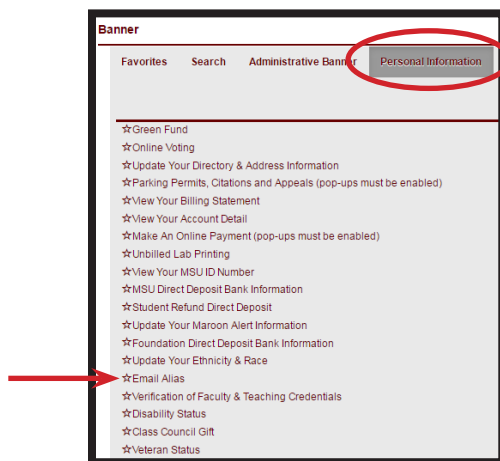 Banner
Favorites Search Administrative Banner Personal Information
☆Green Fund
☆Online Voting
☆Update Your Directory & Address Information
☆Parking Permits, Citations and Appeals (pop-ups must be enabled)
☆View Your Billing Statement
☆View Your Account Detail
☆Make An Online Payment (pop-ups must be enabled)
☆Unbilled Lab Printing
☆View Your MSU ID Number
☆MSU Direct Deposit Bank Information
☆Student Refund Direct Deposit
☆Update Your Maroon Alert Information
☆Foundation Direct Deposit Bank Information
☆Update Your Ethnicity & Race
☆Email Alias
☆Verification of Faculty & Teaching Credentials
☆Disability Status
☆Class Council Gift
☆Veteran Status